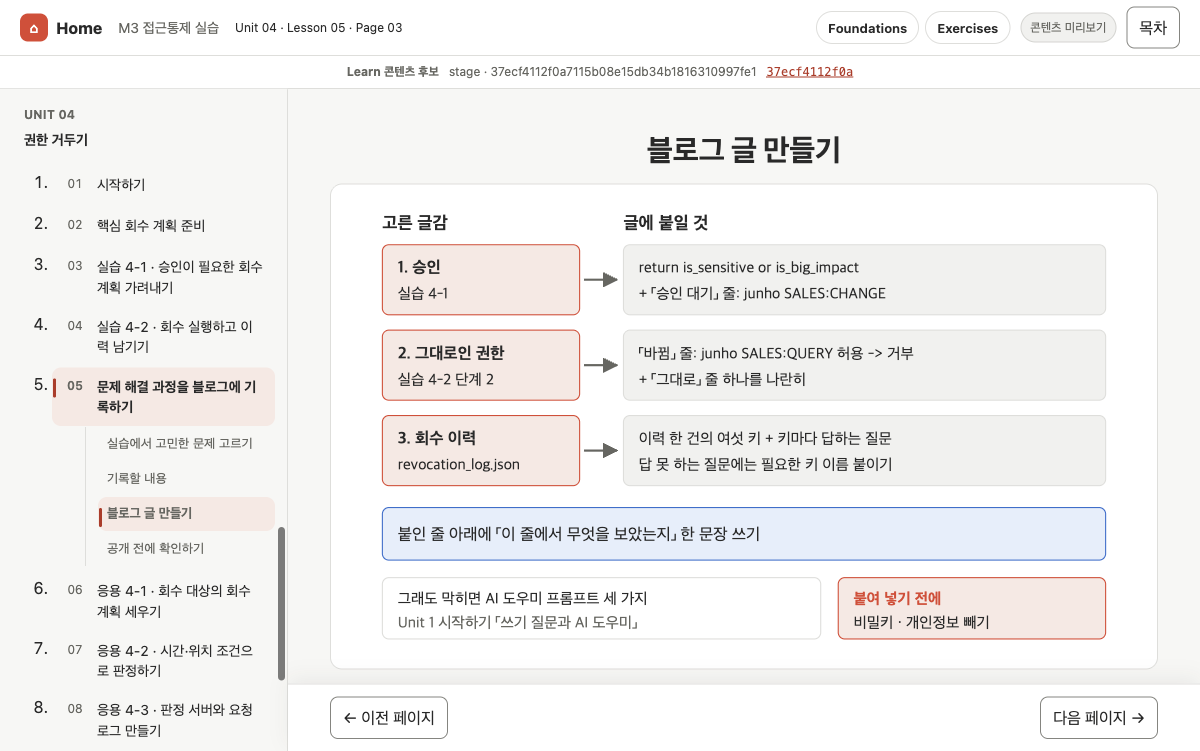 Home
M3 접근통제 실습
Unit 04 · Lesson 05 · Page 03
Foundations
Exercises
콘텐츠 미리보기
목차
Learn 콘텐츠 후보
stage · 37ecf4112f0a7115b08e15db34b1816310997fe1
37ecf4112f0a
UNIT 04
권한 거두기
1. 01 시작하기
2. 02 핵심 회수 계획 준비
3. 03 실습 4-1 · 승인이 필요한 회수
계획 가려내기
4. 04 실습 4-2 · 회수 실행하고 이
력 남기기
5. 05 문제 해결 과정을 블로그에 기
록하기
실습에서 고민한 문제 고르기
기록할 내용
블로그 글 만들기
공개 전에 확인하기
6. 06 응용 4-1 · 회수 대상의 회수
계획 세우기
7. 07 응용 4-2 · 시간·위치 조건으
로 판정하기
8. 08 응용 4-3 · 판정 서버와 요청
로그 만들기
블로그 글 만들기
고른 글감
글에 붙일 것
1. 승인
실습 4-1
return is_sensitive or is_big_impact
+ 「승인 대기」 줄: junho SALES:CHANGE
2. 그대로인 권한
실습 4-2 단계 2
「바뀜」 줄: junho SALES:QUERY 허용 -> 거부
+ 「그대로」 줄 하나를 나란히
3. 회수 이력
revocation_log.json
이력 한 건의 여섯 키 + 키마다 답하는 질문
답 못 하는 질문에는 필요한 키 이름 붙이기
붙인 줄 아래에 「이 줄에서 무엇을 보았는지」 한 문장 쓰기
그래도 막히면 AI 도우미 프롬프트 세 가지
Unit 1 시작하기 「쓰기 질문과 AI 도우미」
붙여 넣기 전에
비밀키 · 개인정보 빼기
← 이전 페이지
다음 페이지 →